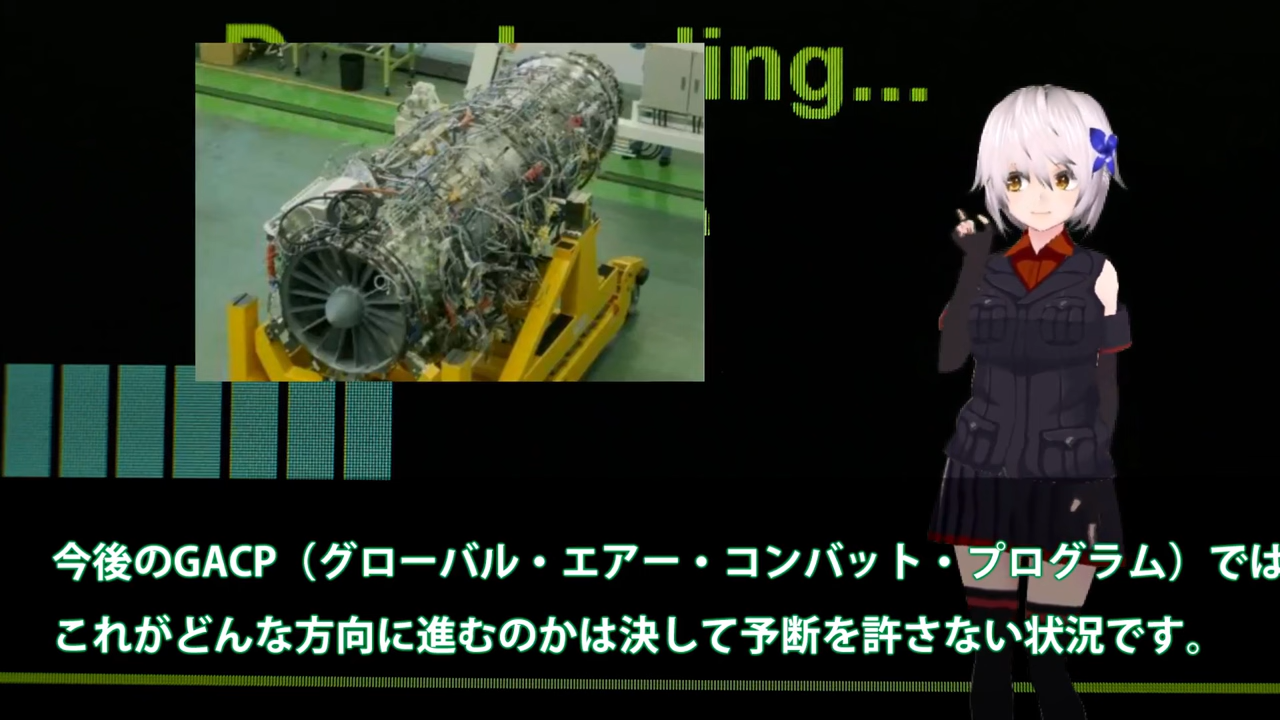 ing...
今後のGACP（グローバル・エアー・コンバット・プログラム）では
これがどんな方向に進むのかは決して予断を許さない状況です。